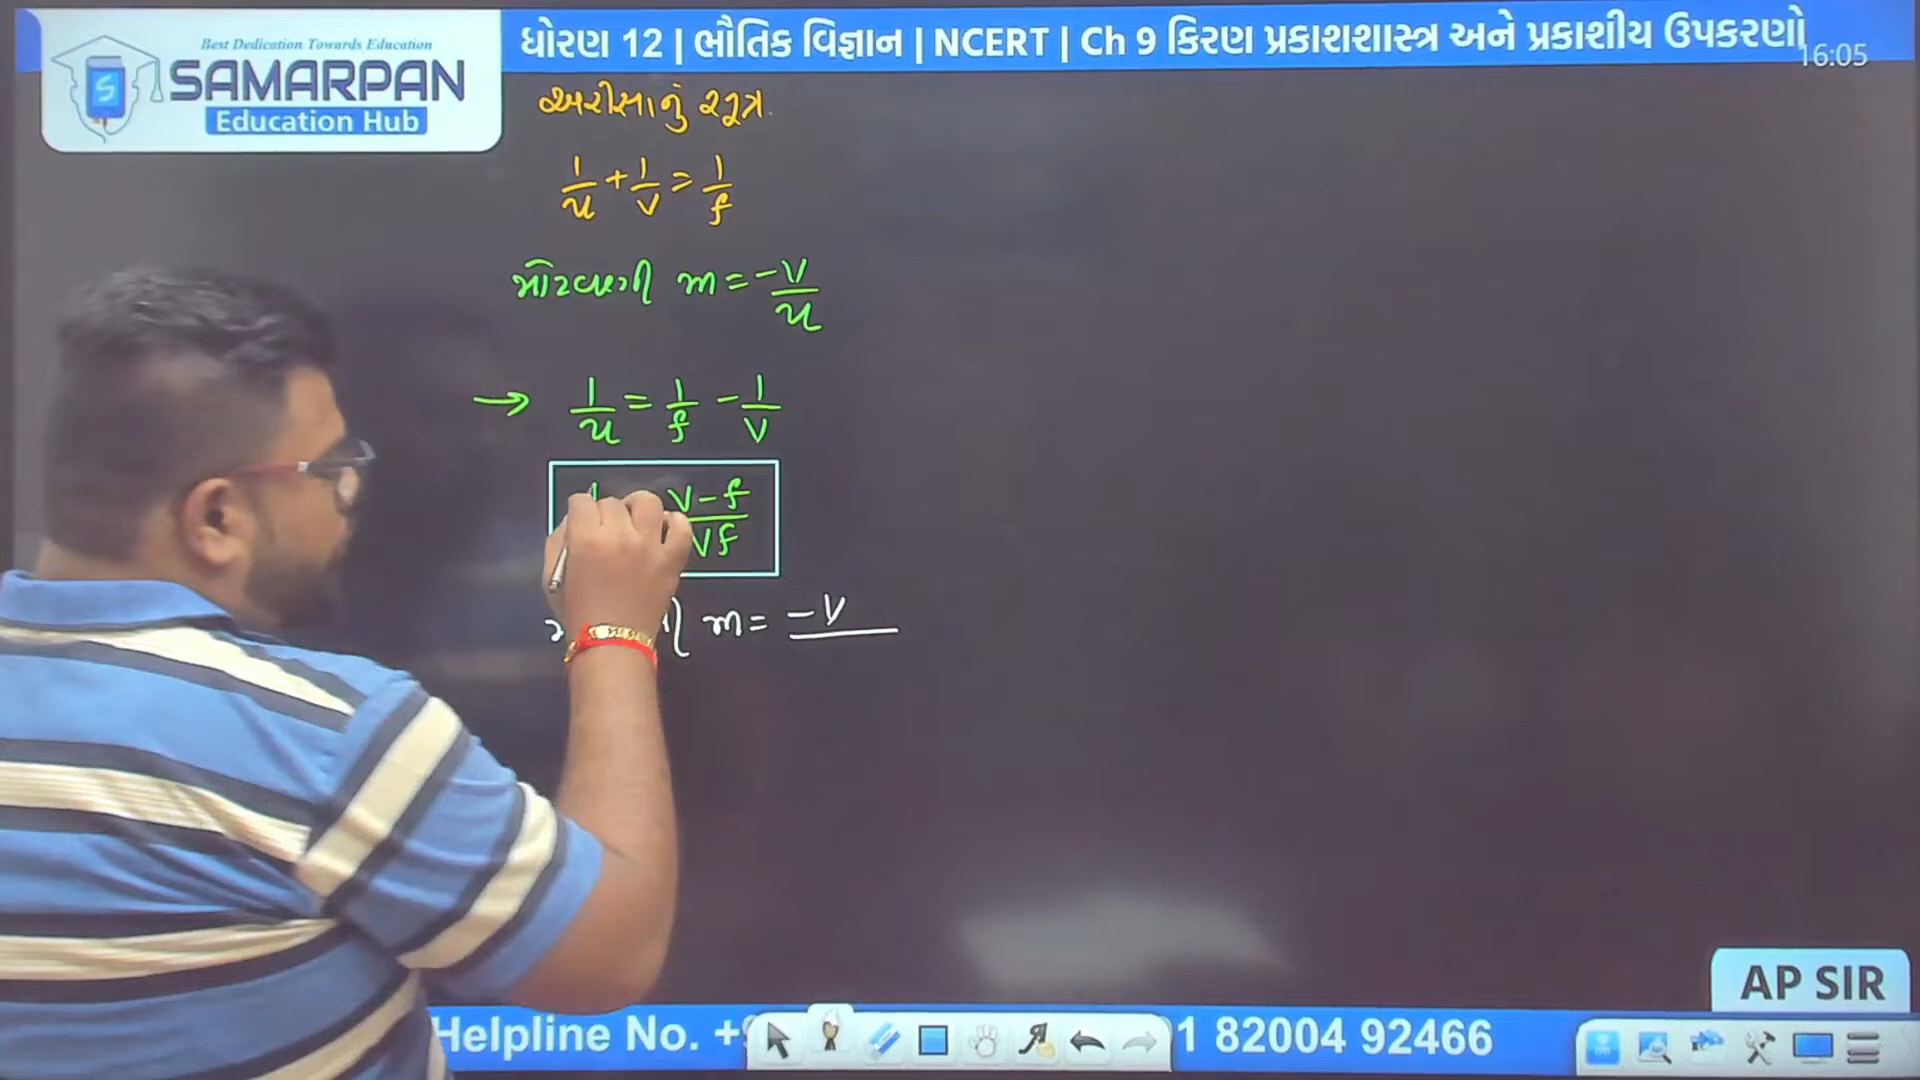 Best Dedication Towards Education
SAMARPAN
Education Hub
ધોરણ 12 | ભૌતિક વિજ્ઞાન | NCERT | Ch 9 કિરણ પ્રકાશશાસ્ત્ર અને પ્રકાશીય ઉપકરણો
16:05
અરીસાનું સૂત્ર.
1/u + 1/v = 1/f
મોટવણી m = -v/u
→ 1/u = 1/f - 1/v
v - f / vf
m = -v
AP SIR
Helpline No. +
1 82004 92466